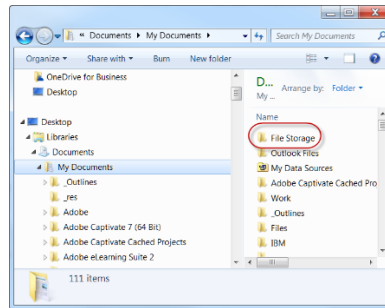 « Documents ▸ My Documents ▸
Search My Documents
Organize ▾ Share with ▾ Burn New folder
OneDrive for Business
Desktop
Desktop
Libraries
Documents
My Documents
_Outlines
_res
Adobe
Adobe Captivate 7 (64 Bit)
Adobe Captivate Cached Projects
Adobe eLearning Suite 2
D...
My ...
Arrange by: Folder ▾
Name
File Storage
Outlook Files
My Data Sources
Adobe Captivate Cached Pro
Work
_Outlines
Files
IBM
111 items